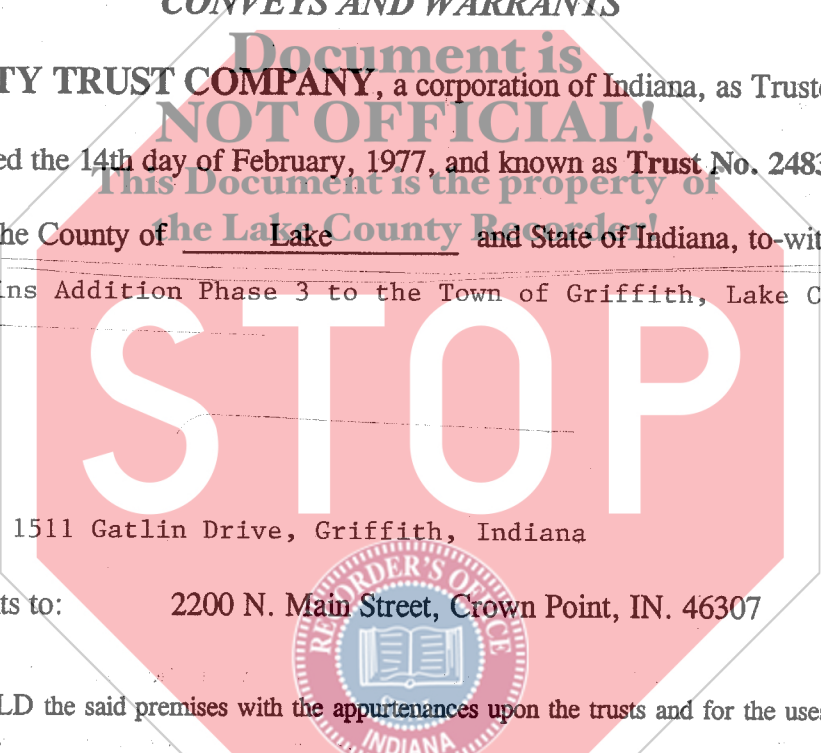 CONVEYS AND WARRANTS
Document is
TY TRUST COMPANY, a corporation of Indiana, as Truste
NOT OFFICIAL!
ed the 14th day of February, 1977, and known as Trust No. 2483
This Document is the property of
the Lake County Recorder!
he County of Lake and State of Indiana, to-wit
ins Addition Phase 3 to the Town of Griffith, Lake C
STOP
1511 Gatlin Drive, Griffith, Indiana
RECORDER'S OFFICE
ts to: 2200 N. Main Street, Crown Point, IN. 46307
LD the said premises with the appurtenances upon the trusts and for the uses
INDIANA